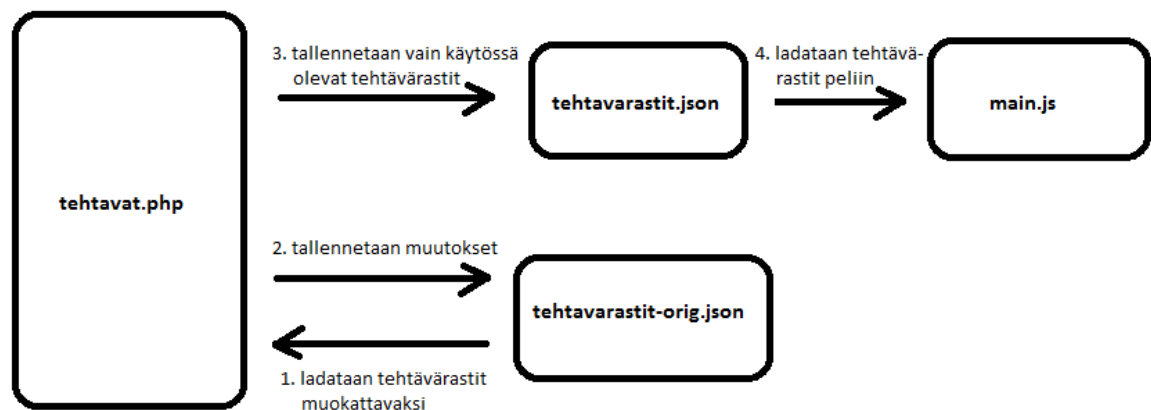 3. tallennetaan vain käytössä
olevat tehtävärastit
4. ladataan tehtävä-
rastit peliin
tehtavarastit.json
main.js
tehtavat.php
2. tallennetaan muutokset
tehtavarastit-orig.json
1. ladataan tehtävärastit
muokattavaksi